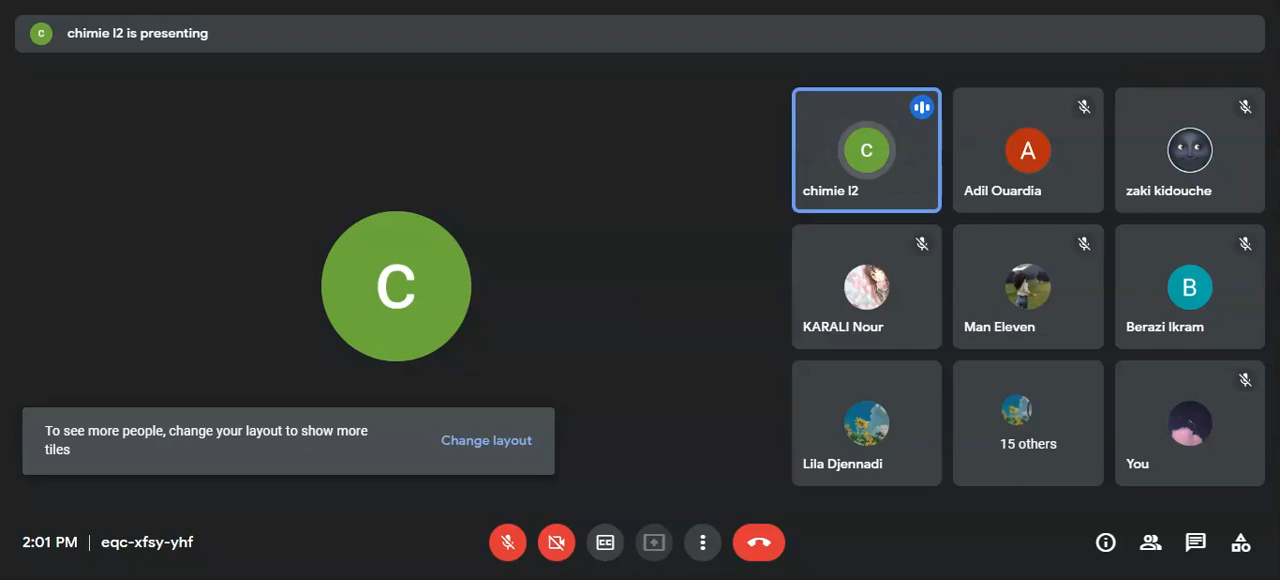 C
chimie l2 is presenting
C
C
chimie l2
A
Adil Ouardia
zaki kidouche
KARALI Nour
Man Eleven
B
Berazi Ikram
Lila Djennadi
15 others
You
To see more people, change your layout to show more
tiles
Change layout
2:01 PM | eqc-xfsy-yhf
CC